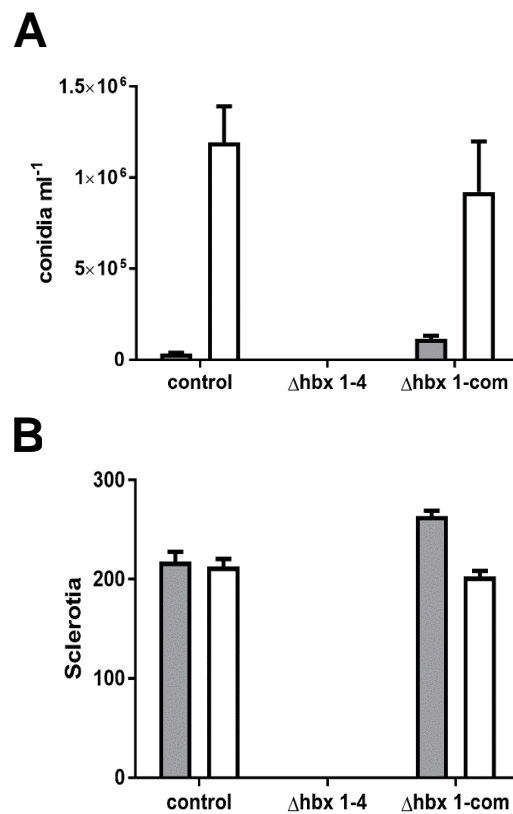 A
1.5×10⁶
1×10⁶
5×10⁵
0
conidia ml⁻¹
control
Δhbx 1-4
Δhbx 1-com
B
300
200
100
0
Sclerotia
control
Δhbx 1-4
Δhbx 1-com